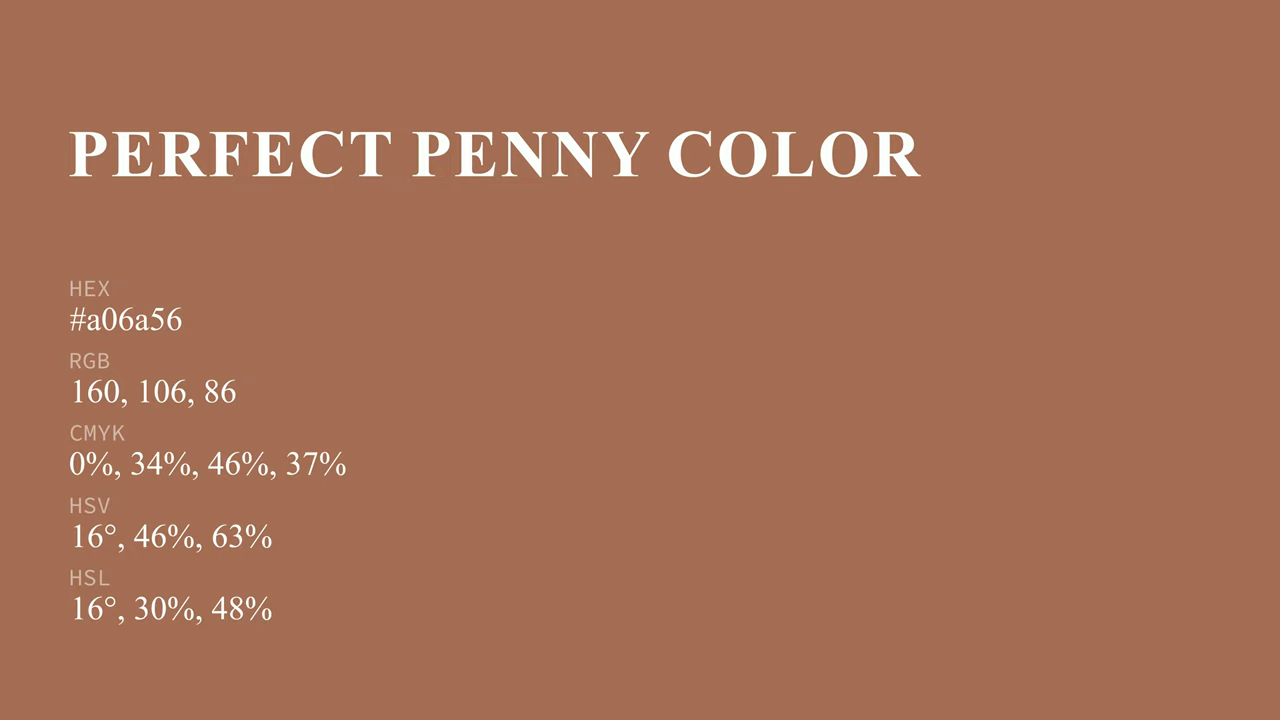 PERFECT PENNY COLOR
HEX
#a06a56
RGB
160, 106, 86
CMYK
0%, 34%, 46%, 37%
HSV
16°, 46%, 63%
HSL
16°, 30%, 48%